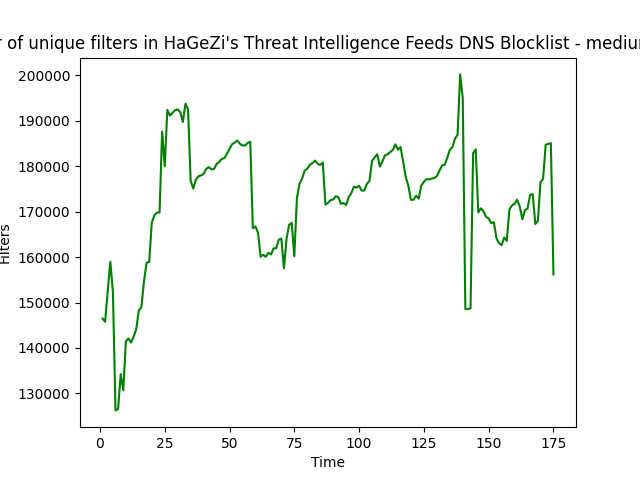 r of unique filters in HaGeZi's Threat Intelligence Feeds DNS Blocklist - mediu
200000
190000
180000
170000
160000
150000
140000
130000
Filters
0 25 50 75 100 125 150 175
Time